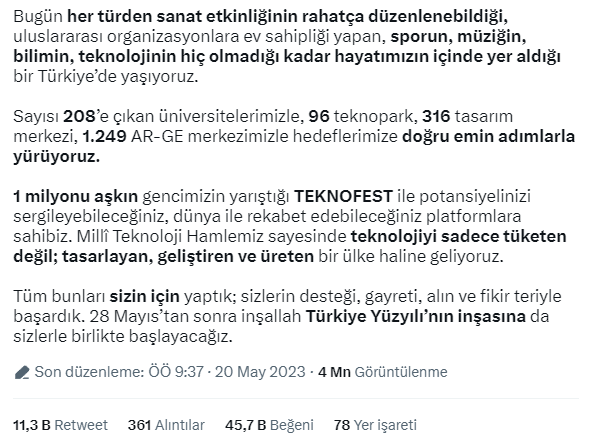 Bugün her türden sanat etkinliğinin rahatça düzenlenebildiği,
uluslararası organizasyonlara ev sahipliği yapan, sporun, müziğin,
bilimin, teknolojinin hiç olmadığı kadar hayatımızın içinde yer aldığı
bir Türkiye’de yaşıyoruz.
Sayısı 208’e çıkan üniversitelerimizle, 96 teknopark, 316 tasarım
merkezi, 1.249 AR-GE merkezimizle hedeflerimize doğru emin adımlarla
yürüyoruz.
1 milyonu aşkın gencimizin yarıştığı TEKNOFEST ile potansiyelinizi
sergileyebileceğiniz, dünya ile rekabet edebileceğiniz platformlara
sahibiz. Millî Teknoloji Hamlemiz sayesinde teknolojiyi sadece tüketen
değil; tasarlayan, geliştiren ve üreten bir ülke haline geliyoruz.
Tüm bunları sizin için yaptık; sizlerin desteği, gayreti, alın ve fikir teriyle
başardık. 28 Mayıs’tan sonra inşallah Türkiye Yüzyılı’nın inşasına da
sizlerle birlikte başlayacağız.
Son düzenleme: ÖÖ 9:37 · 20 May 2023 · 4 Mn Görüntülenme
11,3 B Retweet 361 Alıntılar 45,7 B Beğeni 78 Yer işareti